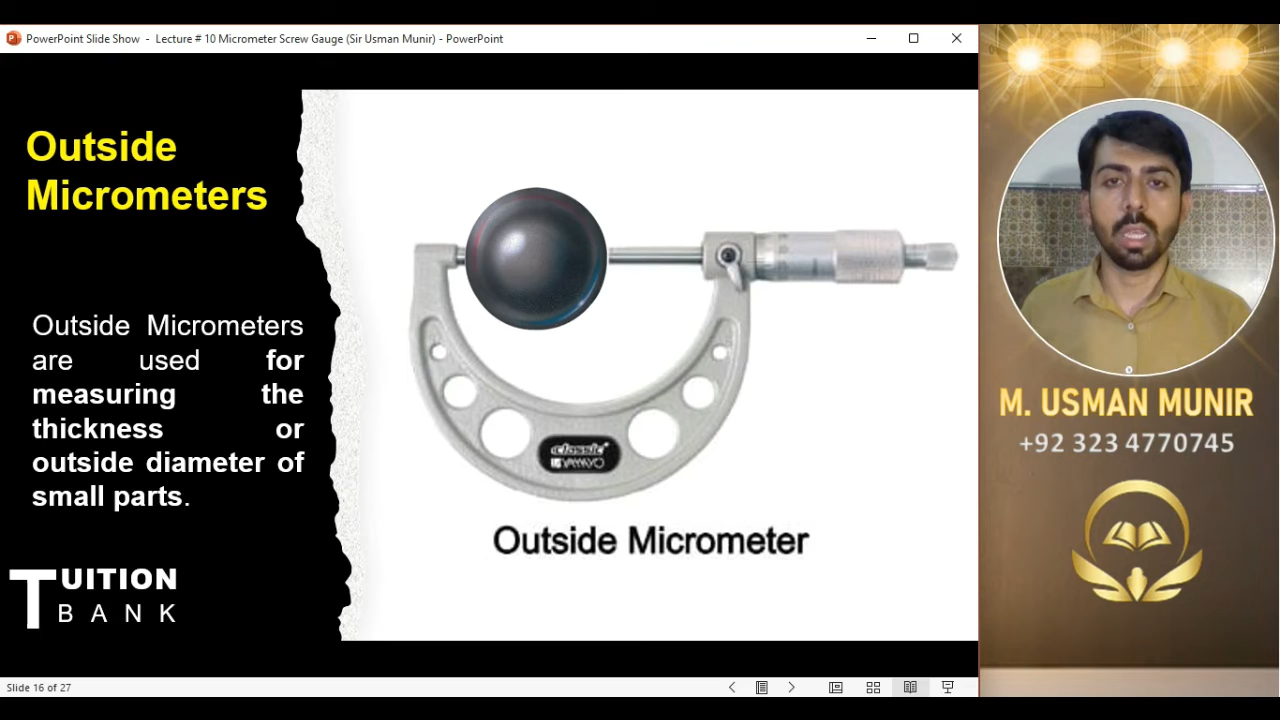 PowerPoint Slide Show - Lecture # 10 Micrometer Screw Gauge (Sir Usman Munir) - PowerPoint
Outside
Micrometers
Outside Micrometers
are used for
measuring the
thickness or
outside diameter of
small parts.
TUITION
BANK
classic
Outside Micrometer
M. USMAN MUNIR
+92 323 4770745
Slide 16 of 27